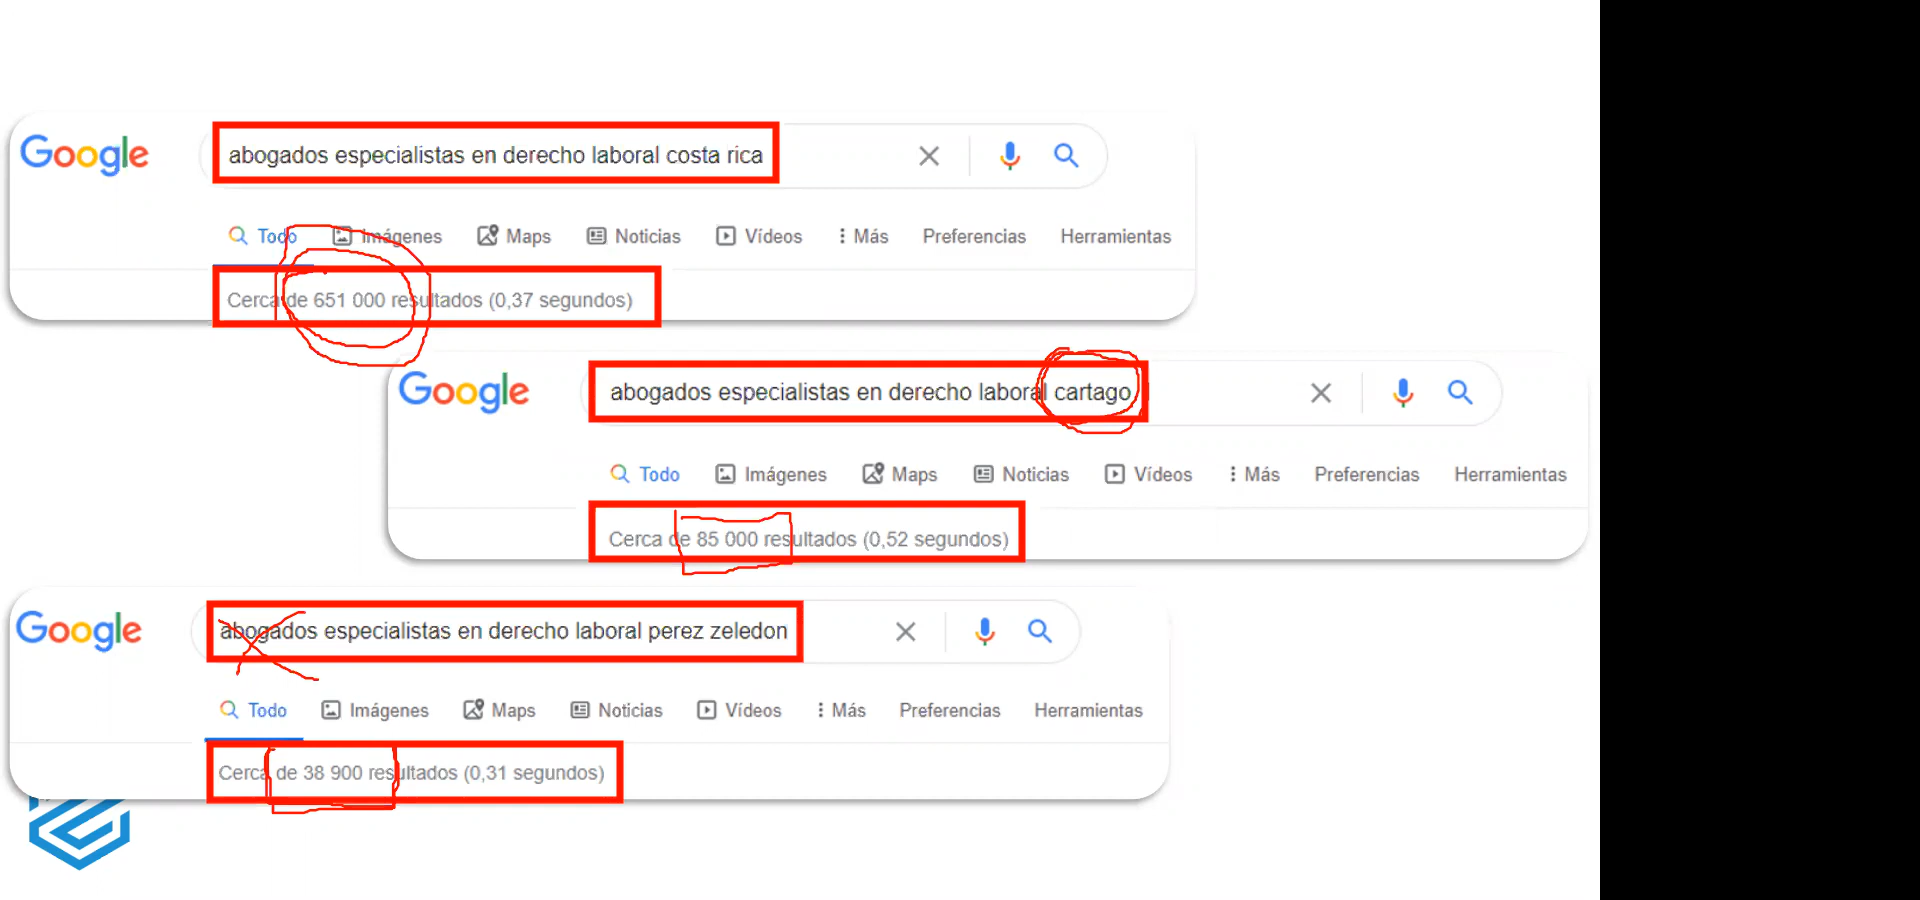 Google abogados especialistas en derecho laboral costa rica
Todo Imágenes Maps Noticias Vídeos Más Preferencias Herramientas
Cerca de 651 000 resultados (0,37 segundos)
Google abogados especialistas en derecho laboral cartago
Todo Imágenes Maps Noticias Vídeos Más Preferencias Herramientas
Cerca de 85 000 resultados (0,52 segundos)
Google abogados especialistas en derecho laboral perez zeledon
Todo Imágenes Maps Noticias Vídeos Más Preferencias Herramientas
Cerca de 38 900 resultados (0,31 segundos)